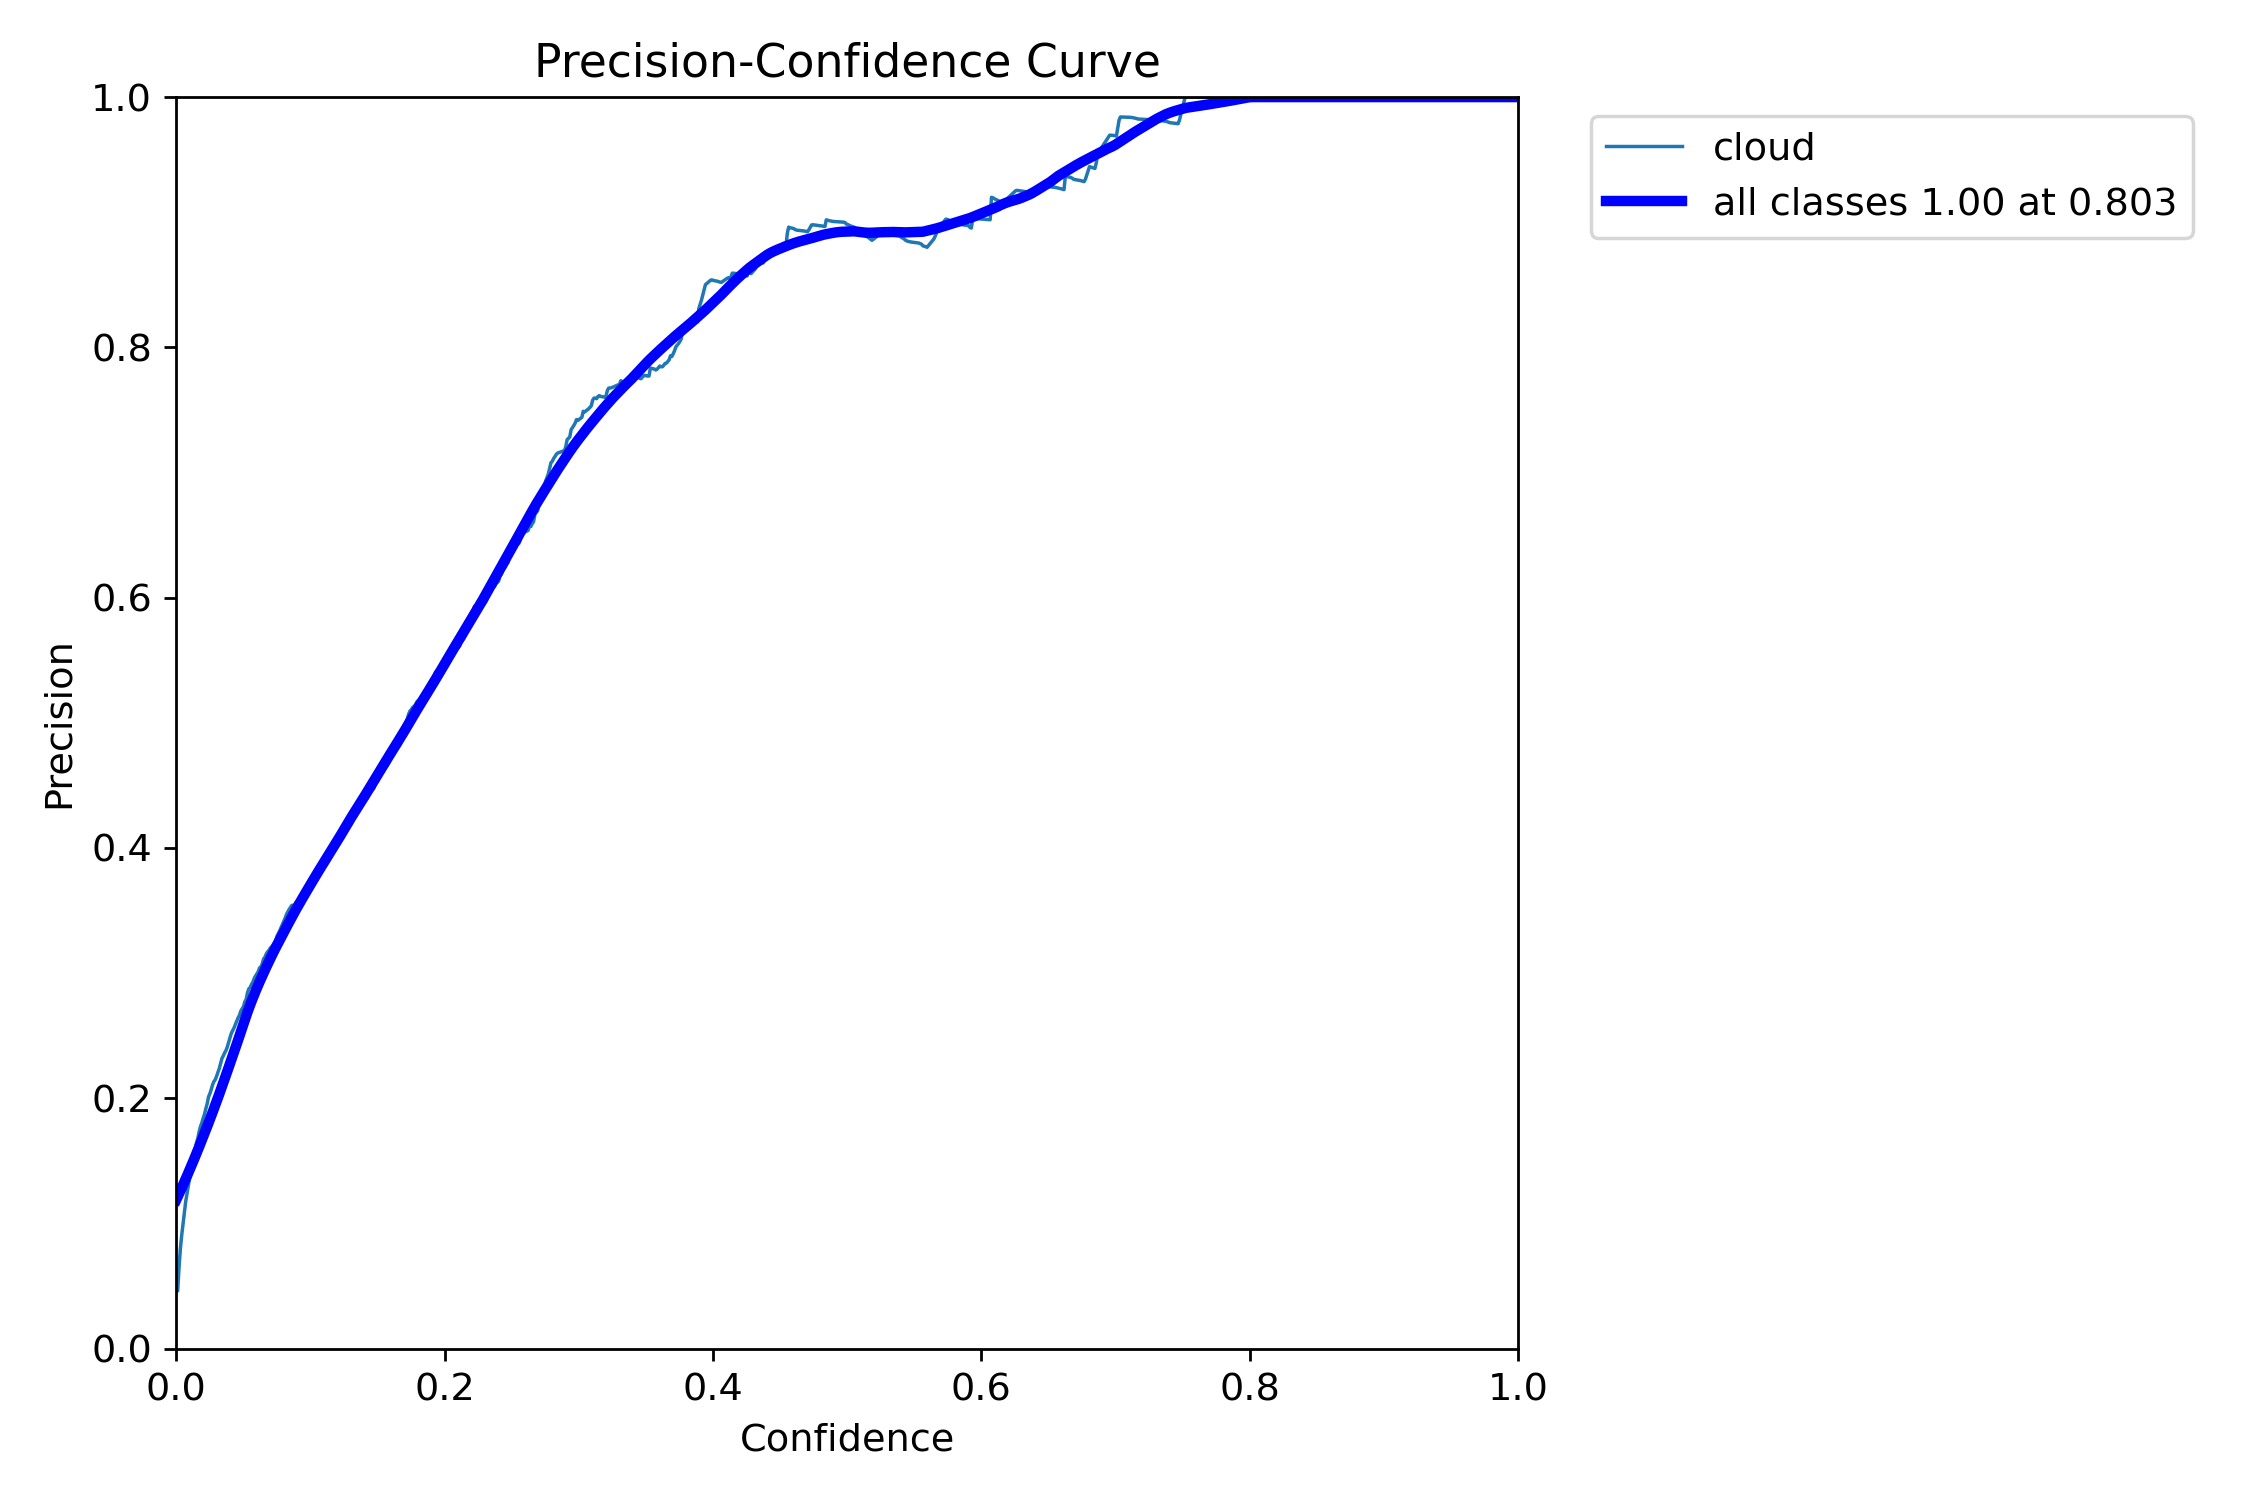 Precision-Confidence Curve
1.0
0.8
0.6
0.4
0.2
0.0
Precision
0.0 0.2 0.4 0.6 0.8 1.0
Confidence
cloud
all classes 1.00 at 0.803